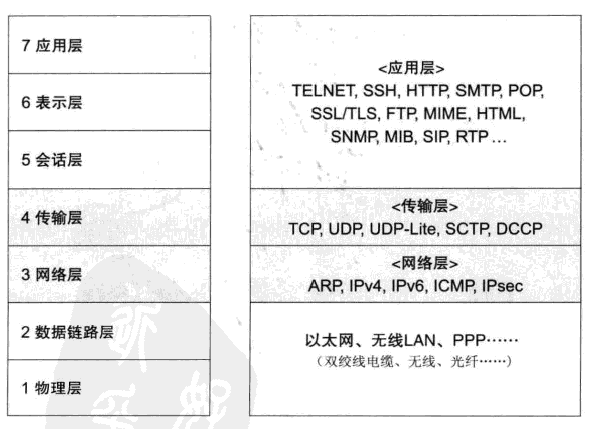 7 应用层
6 表示层
5 会话层
4 传输层
3 网络层
2 数据链路层
1 物理层
<应用层>
TELNET, SSH, HTTP, SMTP, POP,
SSL/TLS, FTP, MIME, HTML,
SNMP, MIB, SIP, RTP ...
<传输层>
TCP, UDP, UDP-Lite, SCTP, DCCP
<网络层>
ARP, IPv4, IPv6, ICMP, IPsec
以太网、无线LAN、PPP……
（双绞线电缆、无线、光纤……）